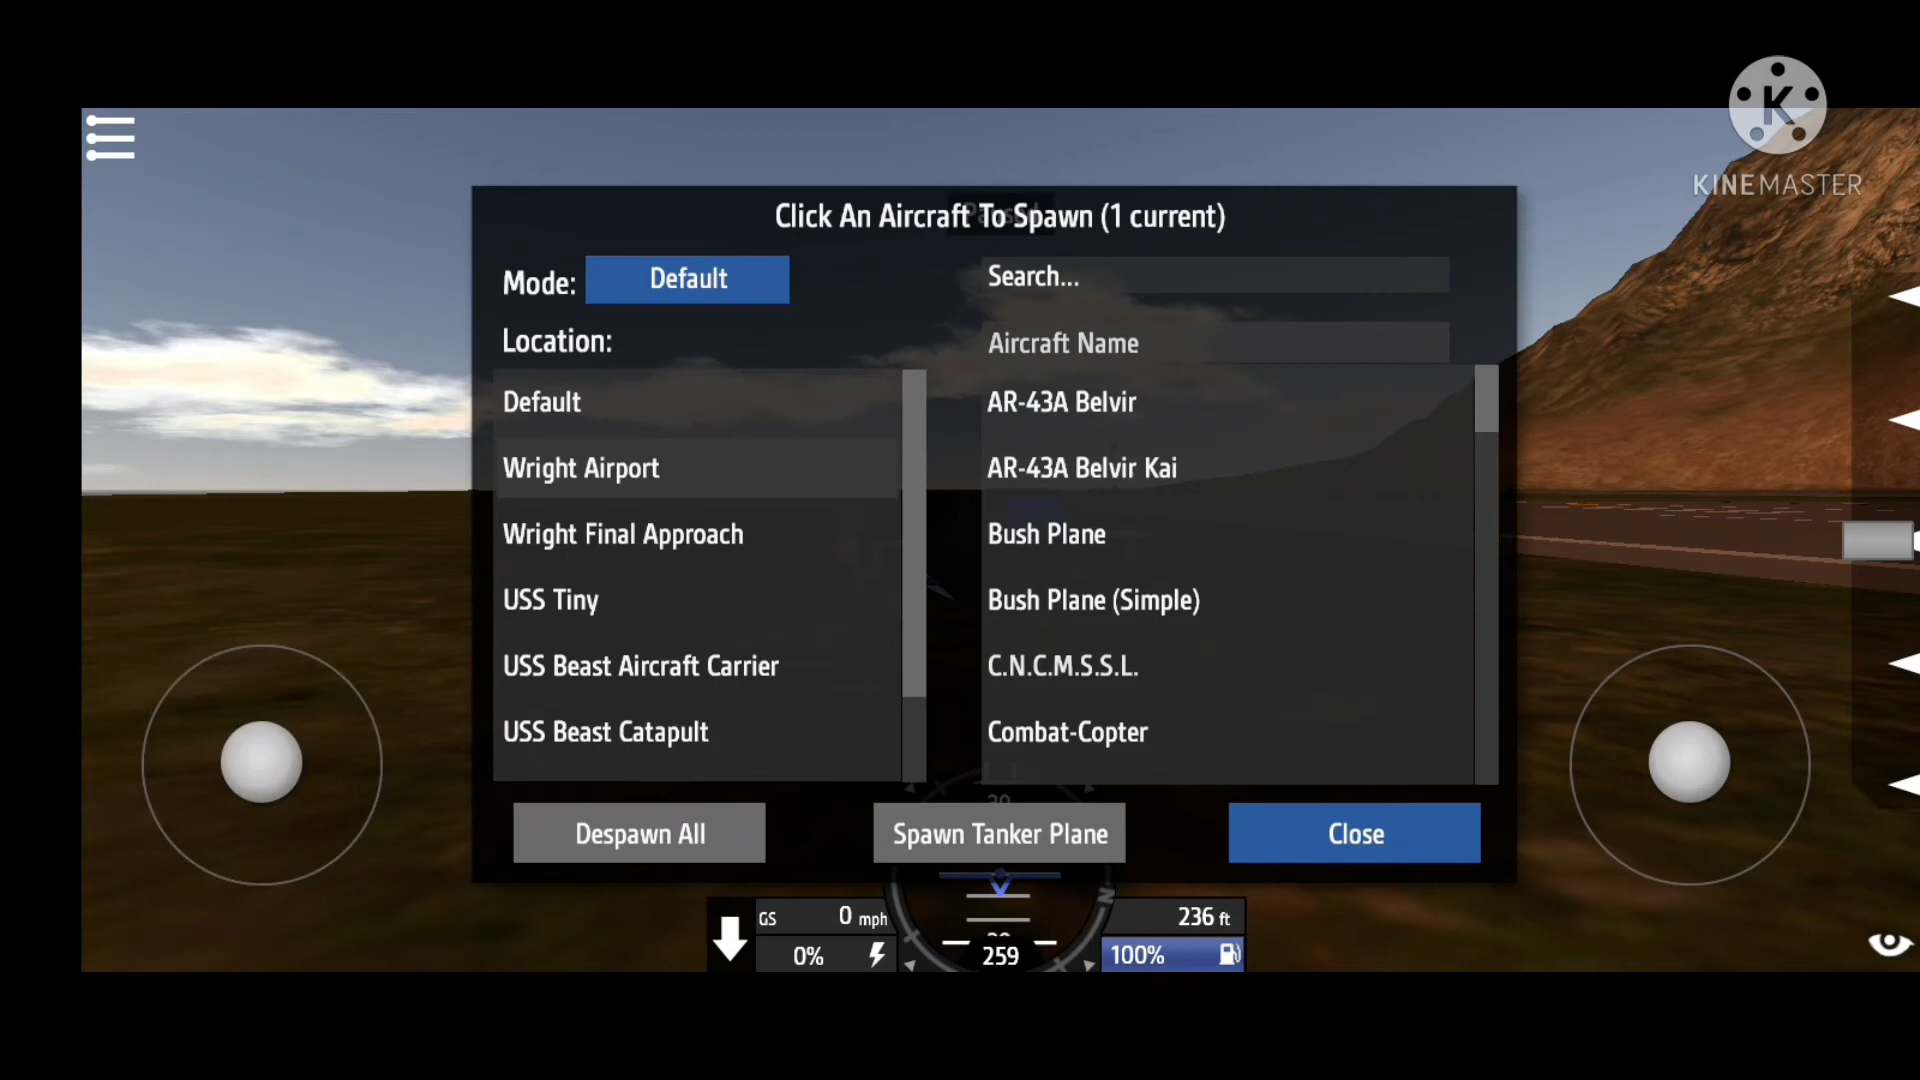 KINEMASTER
Click An Aircraft To Spawn (1 current)
Mode: Default
Search...
Location:
Aircraft Name
Default
Wright Airport
Wright Final Approach
USS Tiny
USS Beast Aircraft Carrier
USS Beast Catapult
AR-43A Belvir
AR-43A Belvir Kai
Bush Plane
Bush Plane (Simple)
C.N.C.M.S.S.L.
Combat-Copter
Despawn All
Spawn Tanker Plane
Close
GS 0 mph
0%
N
259
236 ft
100%